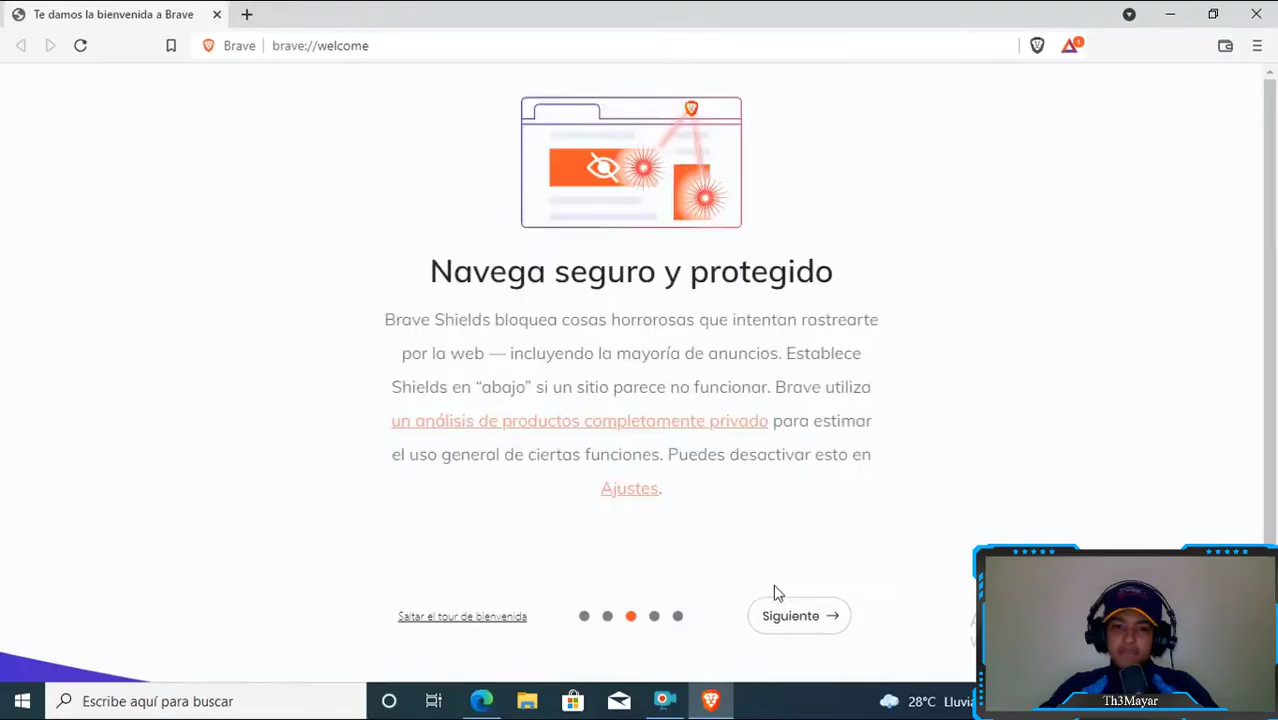 Te damos la bienvenida a Brave
Brave | brave://welcome
1
Navega seguro y protegido
Brave Shields bloquea cosas horrorosas que intentan rastrearte
por la web — incluyendo la mayoría de anuncios. Establece
Shields en “abajo” si un sitio parece no funcionar. Brave utiliza
un análisis de productos completamente privado para estimar
el uso general de ciertas funciones. Puedes desactivar esto en
Ajustes.
Saltar el tour de bienvenida
Siguiente →
Th3Mayar
Escribe aquí para buscar
28°C Lluvia